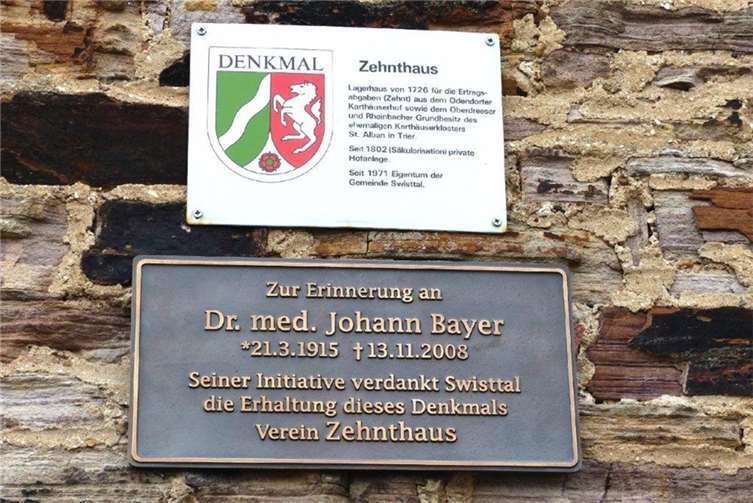 DENKMAL
Zehnthaus
Lagerhaus von 1726 für die Ertrags-
abgaben (Zehnt) aus dem Odendorfer
Karthäuserhof sowie dem Oberdreeser
und Rheinbacher Grundbesitz des
ehemaligen Karthäuserklosters
St. Alban in Trier.
Seit 1802 (Säkularisation) private
Hofanlage.
Seit 1971 Eigentum der
Gemeinde Swisttal.
Zur Erinnerung an
Dr. med. Johann Bayer
*21.3.1915 †13.11.2008
Seiner Initiative verdankt Swisttal
die Erhaltung dieses Denkmals
Verein Zehnthaus